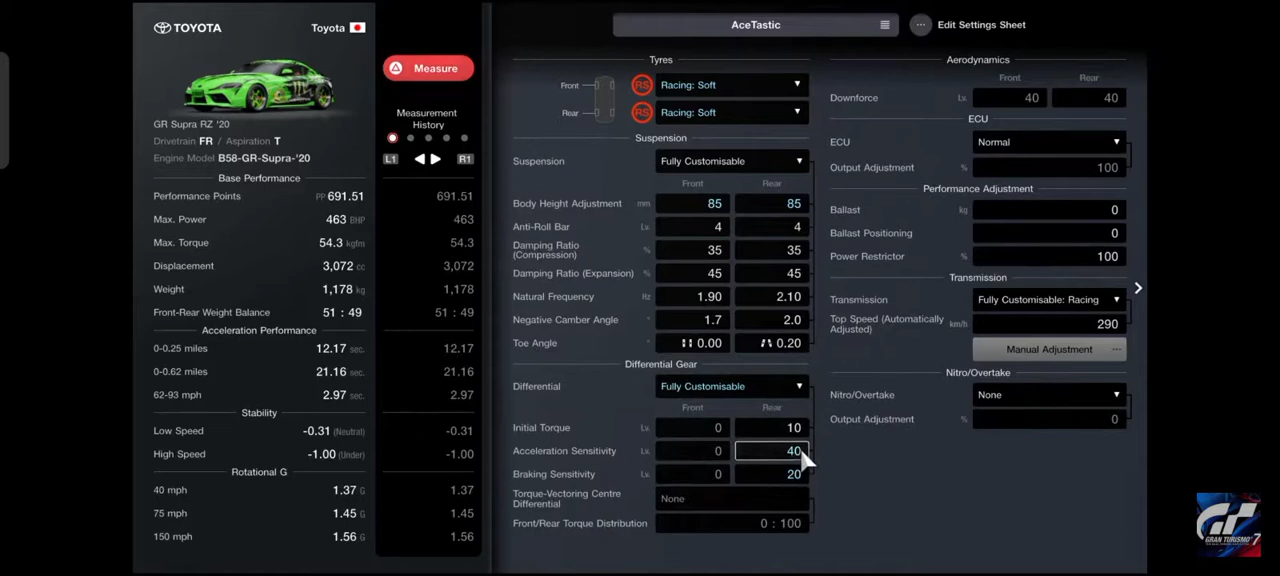 TOYOTA
Toyota
GR Supra RZ '20
Drivetrain FR / Aspiration T
Engine Model B58-GR-Supra-'20
Base Performance
Performance Points PP 691.51
Max. Power 463 BHP
Max. Torque 54.3 kgfm
Displacement 3,072 cc
Weight 1,178 kg
Front-Rear Weight Balance 51 : 49
Acceleration Performance
0-0.25 miles 12.17 sec.
0-0.62 miles 21.16 sec.
62-93 mph 2.97 sec.
Stability
Low Speed -0.31 (Neutral)
High Speed -1.00 (Under)
Rotational G
40 mph 1.37 G
75 mph 1.45 G
150 mph 1.56 G
Measure
Measurement
History
L1 R1
691.51
463
54.3
3,072
1,178
51 : 49
12.17
21.16
2.97
-0.31
-1.00
1.37
1.45
1.56
AceTastic
Edit Settings Sheet
Tyres
Front RS Racing: Soft
Rear RS Racing: Soft
Suspension
Suspension Fully Customisable
Front Rear
Body Height Adjustment mm 85 85
Anti-Roll Bar Lv. 4 4
Damping Ratio
(Compression) % 35 35
Damping Ratio (Expansion) % 45 45
Natural Frequency Hz 1.90 2.10
Negative Camber Angle ° 1.7 2.0
Toe Angle ° 0.00 0.20
Differential Gear
Differential Fully Customisable
Front Rear
Initial Torque Lv. 0 10
Acceleration Sensitivity Lv. 0 40
Braking Sensitivity Lv. 0 20
Torque-Vectoring Centre
Differential None
Front/Rear Torque Distribution 0 : 100
Aerodynamics
Front Rear
Downforce Lv. 40 40
ECU
ECU Normal
Output Adjustment % 100
Performance Adjustment
Ballast kg 0
Ballast Positioning 0
Power Restrictor % 100
Transmission
Transmission Fully Customisable: Racing
Top Speed (Automatically
Adjusted) km/h 290
Manual Adjustment
Nitro/Overtake
Nitro/Overtake None
Output Adjustment % 0
GRAN TURISMO 7